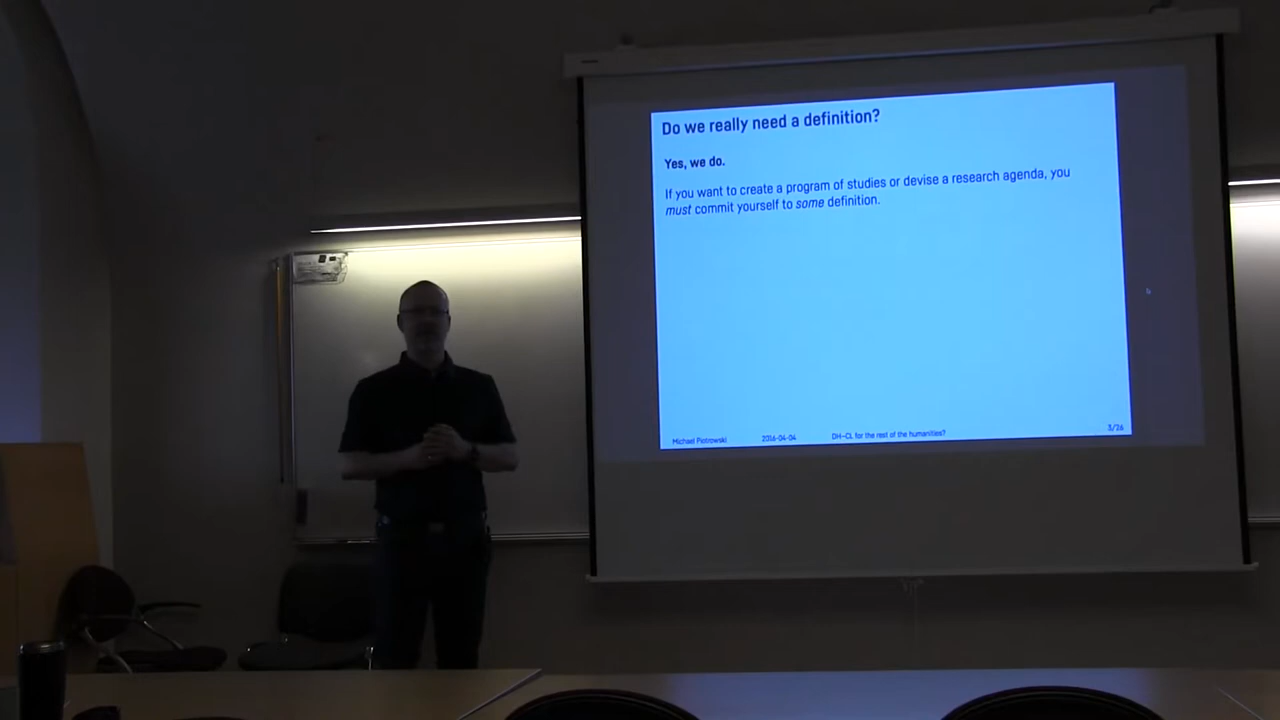 Do we really need a definition?
Yes, we do.
If you want to create a program of studies or devise a research agenda, you
must commit yourself to some definition.
Michael Piotrowski 2016-04-04 DH–CL for the rest of the humanities? 3/26